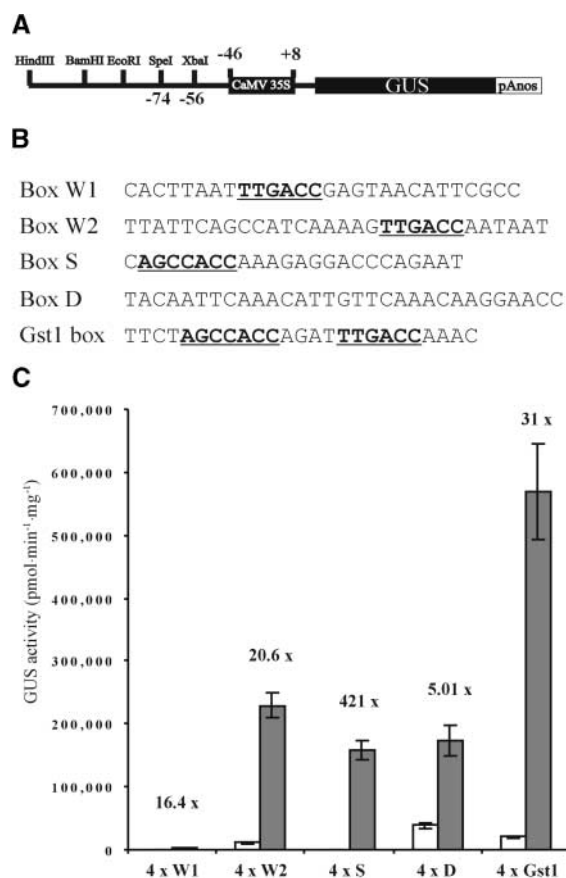 A
HindIII BamHI EcoRI SpeI XbaI -46 +8
CaMV 35S GUS pAnos
-74 -56
B
Box W1 CACTTAATTTGACCGAGTAACATTCGCC
Box W2 TTATTCAGCCATCAAAAGTTGACCAATAAT
Box S CAGCCACCAAAGAGGACCCAGAAT
Box D TACAATTCAAACATTGTTCAAACAAGGAACC
Gst1 box TTCTAGCCACCAGATTTGACCAAAC
C
GUS activity (pmol·min⁻¹·mg⁻¹)
700,000
600,000
500,000
400,000
300,000
200,000
100,000
0
16.4 x
20.6 x
421 x
5.01 x
31 x
4 x W1 4 x W2 4 x S 4 x D 4 x Gst1